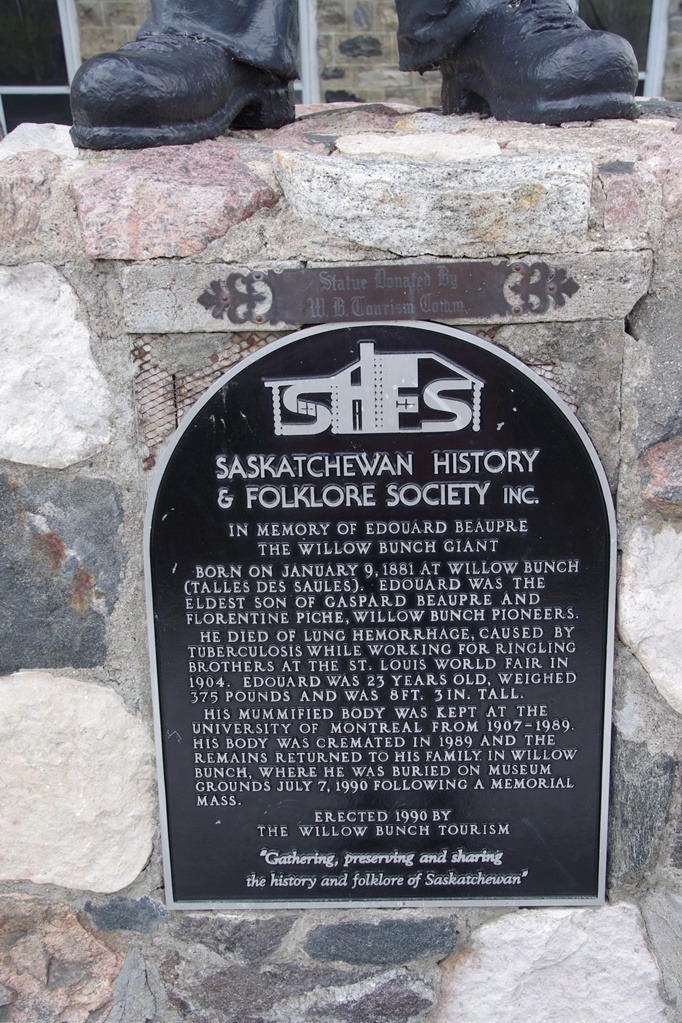 Statue Donated By
W. B. Tourism Comm.
SHFS
SASKATCHEWAN HISTORY
& FOLKLORE SOCIETY INC.
IN MEMORY OF EDOUARD BEAUPRE
THE WILLOW BUNCH GIANT
BORN ON JANUARY 9, 1881 AT WILLOW BUNCH
(TALLES DES SAULES). EDOUARD WAS THE
ELDEST SON OF GASPARD BEAUPRE AND
FLORENTINE PICHE, WILLOW BUNCH PIONEERS.
HE DIED OF LUNG HEMORRHAGE, CAUSED BY
TUBERCULOSIS WHILE WORKING FOR RINGLING
BROTHERS AT THE ST. LOUIS WORLD FAIR IN
1904. EDOUARD WAS 23 YEARS OLD, WEIGHED
375 POUNDS AND WAS 8 FT. 3 IN. TALL.
HIS MUMMIFIED BODY WAS KEPT AT THE
UNIVERSITY OF MONTREAL FROM 1907-1989.
HIS BODY WAS CREMATED IN 1989 AND THE
REMAINS RETURNED TO HIS FAMILY IN WILLOW
BUNCH, WHERE HE WAS BURIED ON MUSEUM
GROUNDS JULY 7, 1990 FOLLOWING A MEMORIAL
MASS.
ERECTED 1990 BY
THE WILLOW BUNCH TOURISM
"Gathering, preserving and sharing
the history and folklore of Saskatchewan"